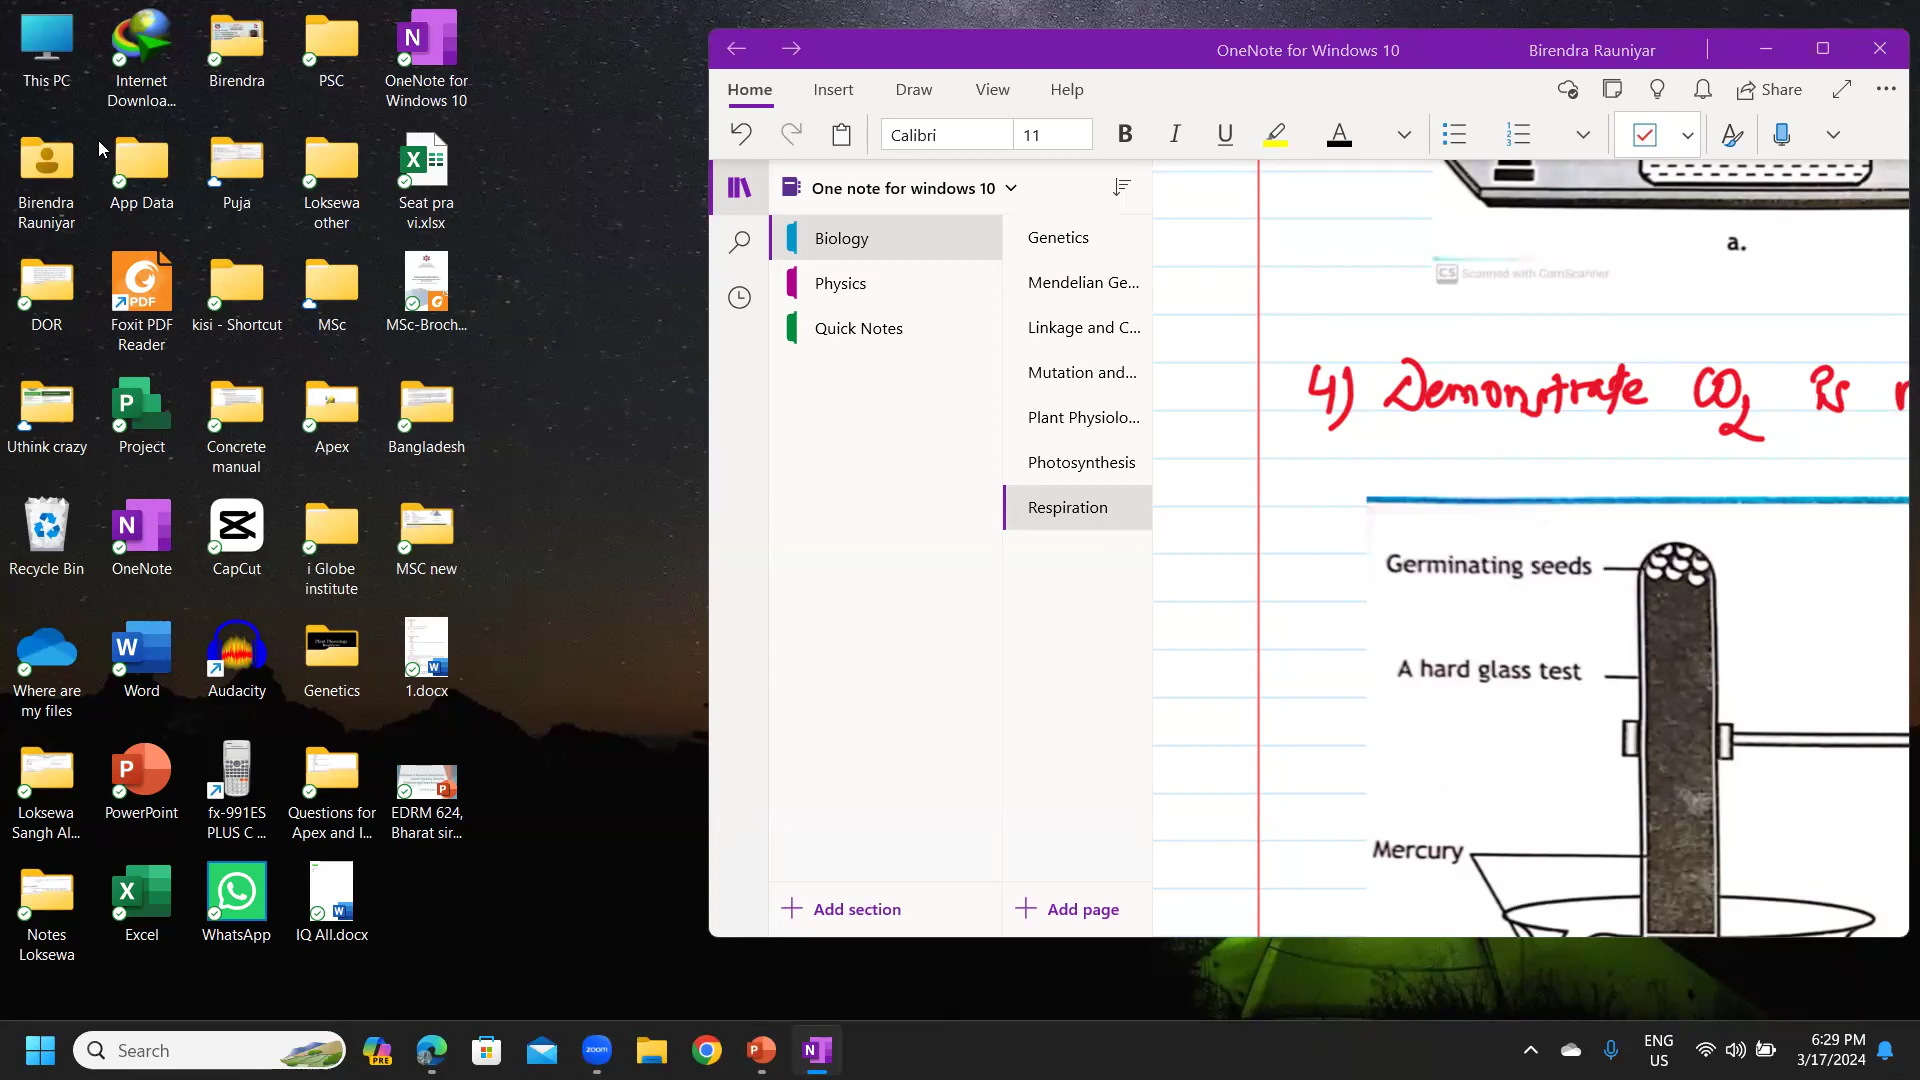 This PC
Internet
Downloa...
Birendra
PSC
OneNote for
Windows 10
Birendra
Rauniyar
App Data
Puja
Loksewa
other
Seat pra
vi.xlsx
DOR
Foxit PDF
Reader
kisi - Shortcut
MSc
MSc-Broch...
Uthink crazy
Project
Concrete
manual
Apex
Bangladesh
Recycle Bin
OneNote
CapCut
i Globe
institute
MSC new
Where are
my files
Word
Audacity
Genetics
1.docx
Loksewa
Sangh Al...
PowerPoint
fx-991ES
PLUS C ...
Questions for
Apex and I...
EDRM 624,
Bharat sir...
Notes
Loksewa
Excel
WhatsApp
IQ All.docx
OneNote for Windows 10
Birendra Rauniyar
Home Insert Draw View Help
Share
Calibri 11
One note for windows 10
Biology
Physics
Quick Notes
Genetics
Mendelian Ge...
Linkage and C...
Mutation and...
Plant Physiolo...
Photosynthesis
Respiration
Add section
Add page
a.
CS Scanned with CamScanner
4) Demonstrate CO2 is
Germinating seeds
A hard glass test
Mercury
Search
PRE
zoom
ENG
US
6:29 PM
3/17/2024